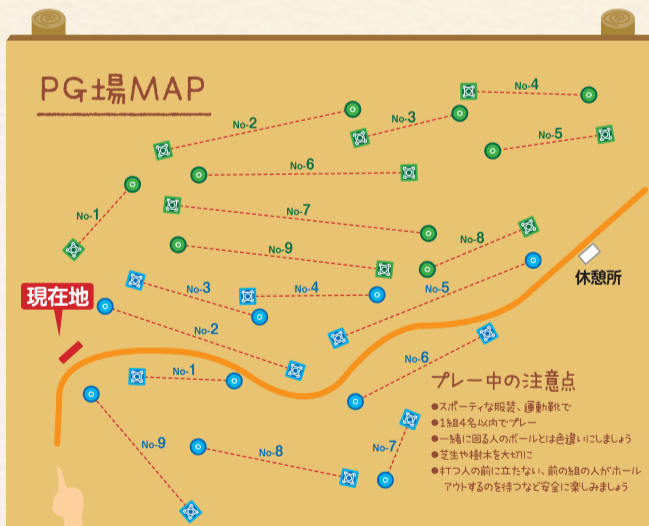 PG場MAP
No-4
No-2
No-3
No-5
No-6
No-1
No-7
No-8
No-9
No-3
No-4
No-5
休憩所
現在地
No-2
No-6
No-1
プレー中の注意点
●スポーティな服装、運動靴で
●1組4名以内でプレー
●一緒に回る人のボールとは色違いにしましょう
●芝生や樹木を大切に
●打つ人の前に立たない、前の組の人がホール
アウトするのを待つなど安全に楽しみましょう
No-9
No-8
No-7